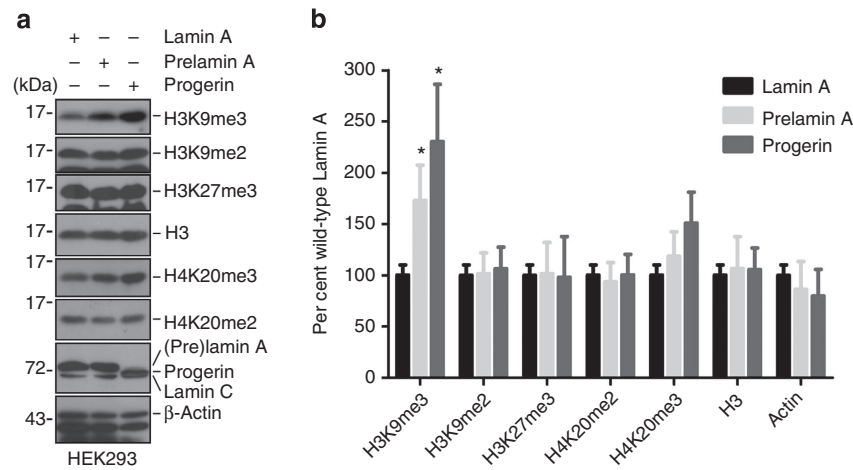 a
+ – – Lamin A
– + – Prelamin A
(kDa) – – + Progerin
17- –H3K9me3
17- –H3K9me2
17- –H3K27me3
17- –H3
17- –H4K20me3
17- –H4K20me2
(Pre)lamin A
72- Progerin
Lamin C
43- –β-Actin
HEK293
b
Per cent wild-type Lamin A
300
250
200
150
100
50
0
* *
Lamin A
Prelamin A
Progerin
H3K9me3
H3K9me2
H3K27me3
H4K20me2
H4K20me3
H3
Actin